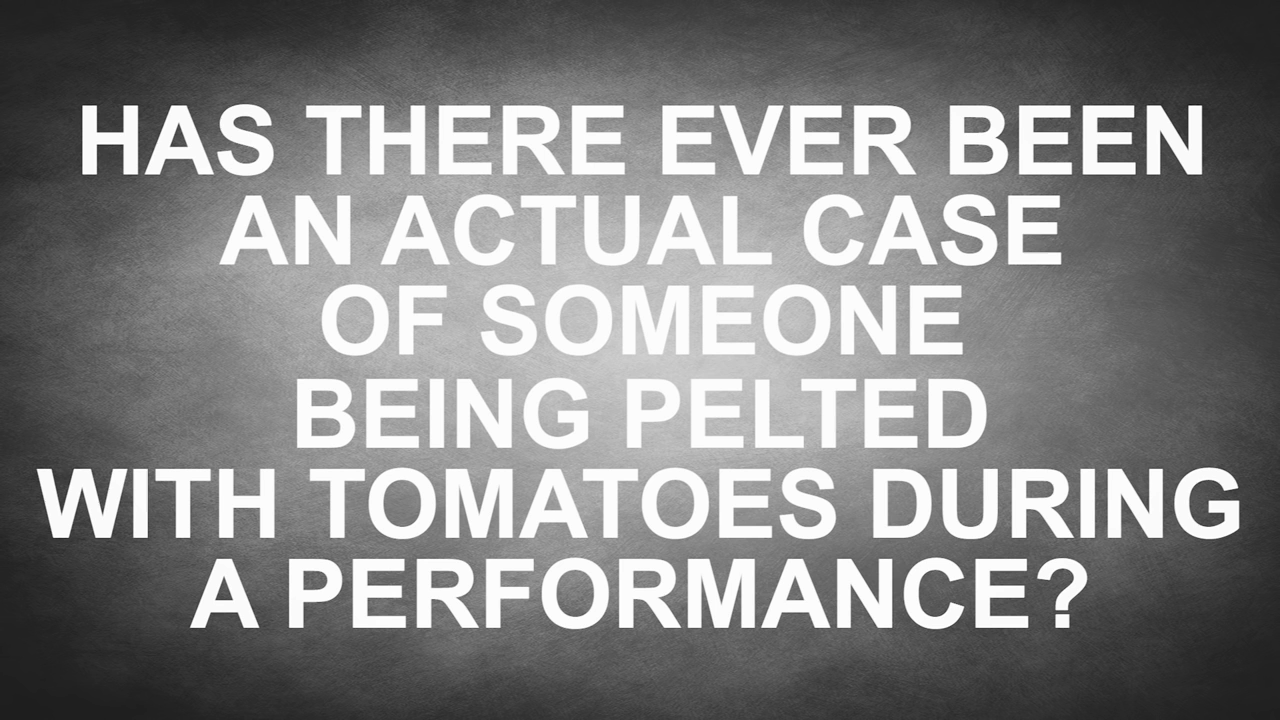 HAS THERE EVER BEEN
AN ACTUAL CASE
OF SOMEONE
BEING PELTED
WITH TOMATOES DURING
A PERFORMANCE?